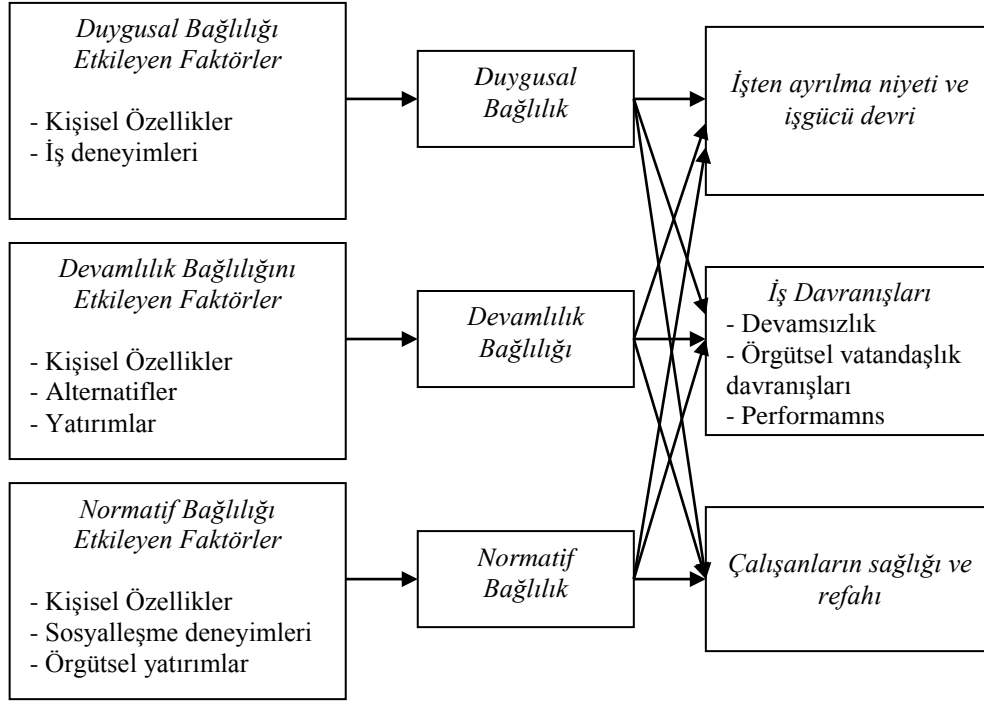 Duygusal Bağlılığı
Etkileyen Faktörler
- Kişisel Özellikler
- İş deneyimleri
Duygusal
Bağlılık
İşten ayrılma niyeti ve
işgücü devri
Devamlılık Bağlılığını
Etkileyen Faktörler
- Kişisel Özellikler
- Alternatifler
- Yatırımlar
Devamlılık
Bağlılığı
İş Davranışları
- Devamsızlık
- Örgütsel vatandaşlık
davranışları
- Performamns
Normatif Bağlılığı
Etkileyen Faktörler
- Kişisel Özellikler
- Sosyalleşme deneyimleri
- Örgütsel yatırımlar
Normatif
Bağlılık
Çalışanların sağlığı ve
refahı